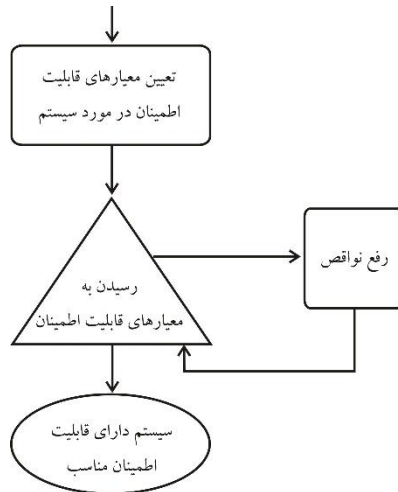 تعیین معیارهای قابلیت
اطمینان در مورد سیستم
رسیدن به
معیارهای قابلیت اطمینان
رفع نواقص
سیستم دارای قابلیت
اطمینان مناسب